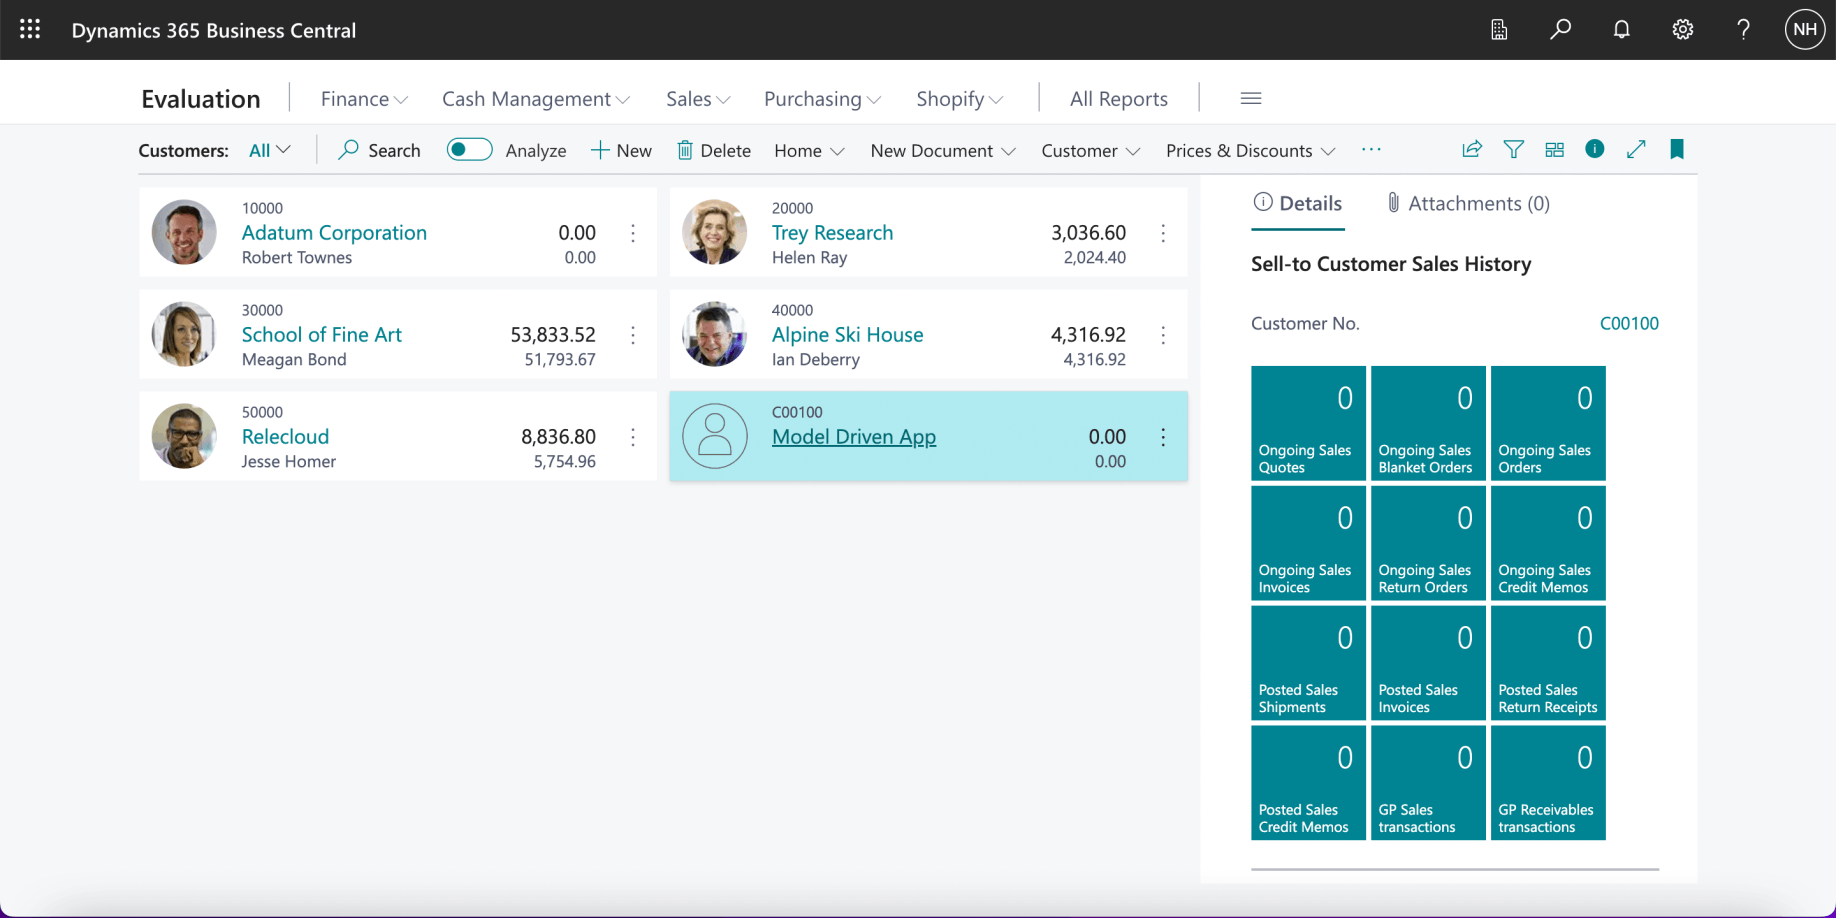 Dynamics 365 Business Central
NH
Evaluation
Finance
Cash Management
Sales
Purchasing
Shopify
All Reports
Customers: All
Search
Analyze
New
Delete
Home
New Document
Customer
Prices & Discounts
10000
Adatum Corporation 0.00
Robert Townes 0.00
20000
Trey Research 3,036.60
Helen Ray 2,024.40
30000
School of Fine Art 53,833.52
Meagan Bond 51,793.67
40000
Alpine Ski House 4,316.92
Ian Deberry 4,316.92
50000
Relecloud 8,836.80
Jesse Homer 5,754.96
C00100
Model Driven App 0.00
0.00
Details
Attachments (0)
Sell-to Customer Sales History
Customer No. C00100
0
Ongoing Sales
Quotes
0
Ongoing Sales
Blanket Orders
0
Ongoing Sales
Orders
0
Ongoing Sales
Invoices
0
Ongoing Sales
Return Orders
0
Ongoing Sales
Credit Memos
0
Posted Sales
Shipments
0
Posted Sales
Invoices
0
Posted Sales
Return Receipts
0
Posted Sales
Credit Memos
0
GP Sales
transactions
0
GP Receivables
transactions